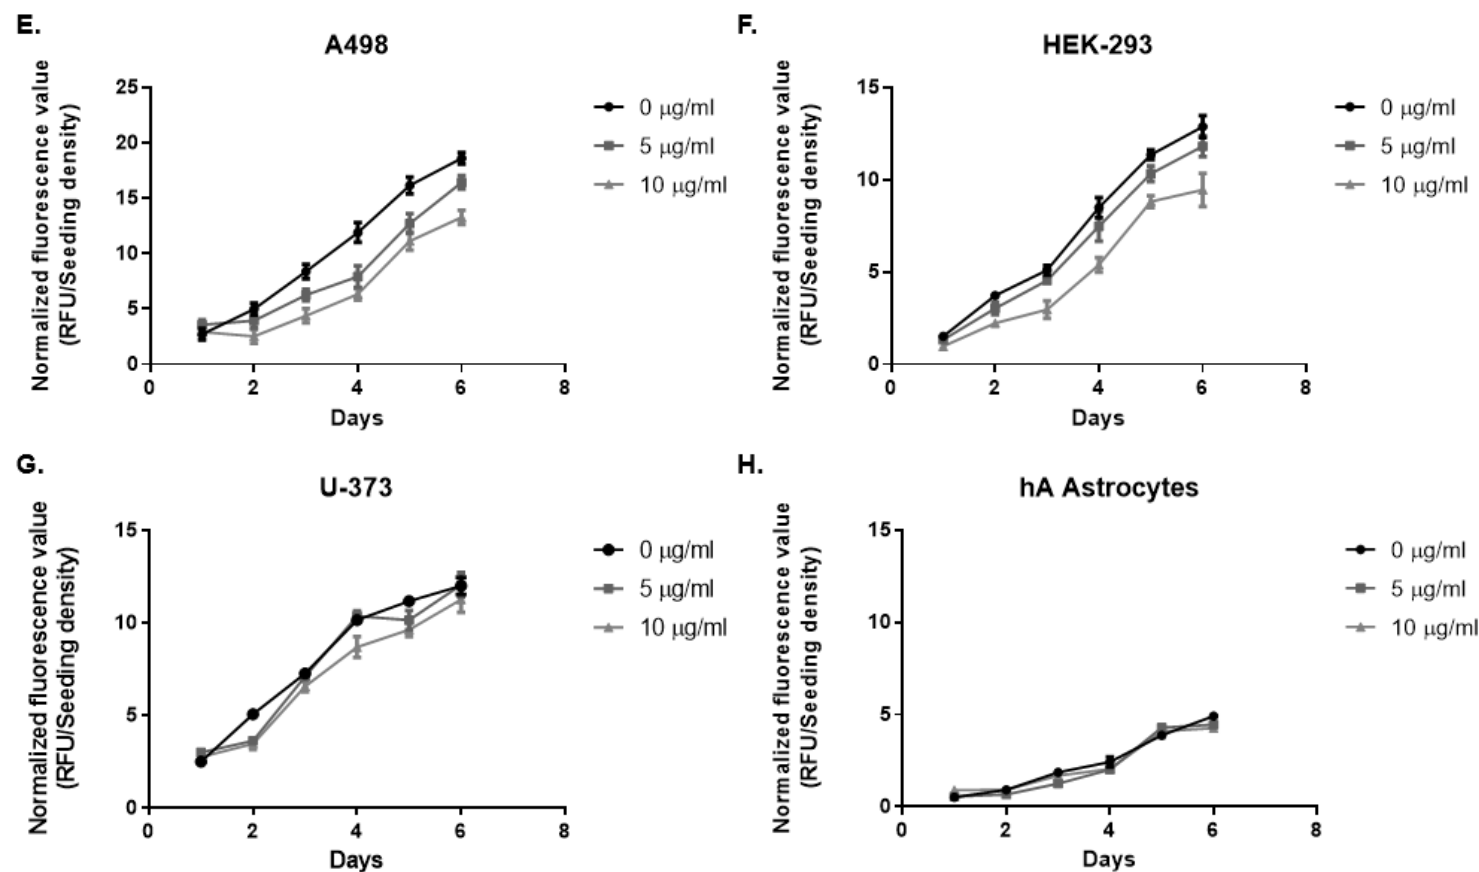 E.
A498
Normalized fluorescence value
(RFU/Seeding density)
25
20
15
10
5
0
0 2 4 6 8
Days
0 μg/ml
5 μg/ml
10 μg/ml
F.
HEK-293
Normalized fluorescence value
(RFU/Seeding density)
15
10
5
0
0 2 4 6 8
Days
0 μg/ml
5 μg/ml
10 μg/ml
G.
U-373
Normalized fluorescence value
(RFU/Seeding density)
15
10
5
0
0 2 4 6 8
Days
0 μg/ml
5 μg/ml
10 μg/ml
H.
hA Astrocytes
Normalized fluorescence value
(RFU/Seeding density)
15
10
5
0
0 2 4 6 8
Days
0 μg/ml
5 μg/ml
10 μg/ml